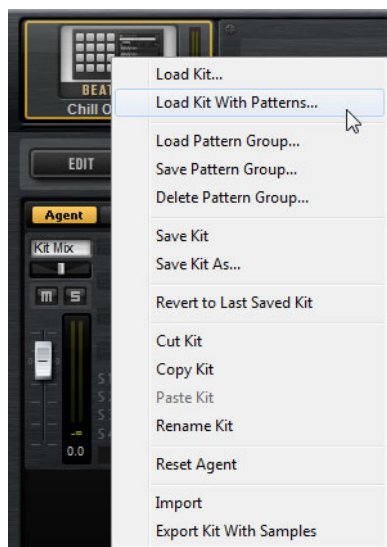 BEAT
Chill O
Load Kit...
Load Kit With Patterns...
Load Pattern Group...
Save Pattern Group...
Delete Pattern Group...
EDIT
Agent
Kit Mix
M S
Save Kit
Save Kit As...
Revert to Last Saved Kit
Cut Kit
Copy Kit
Paste Kit
Rename Kit
Reset Agent
Import
Export Kit With Samples
0
S
S
S
S 4
-∞
0.0